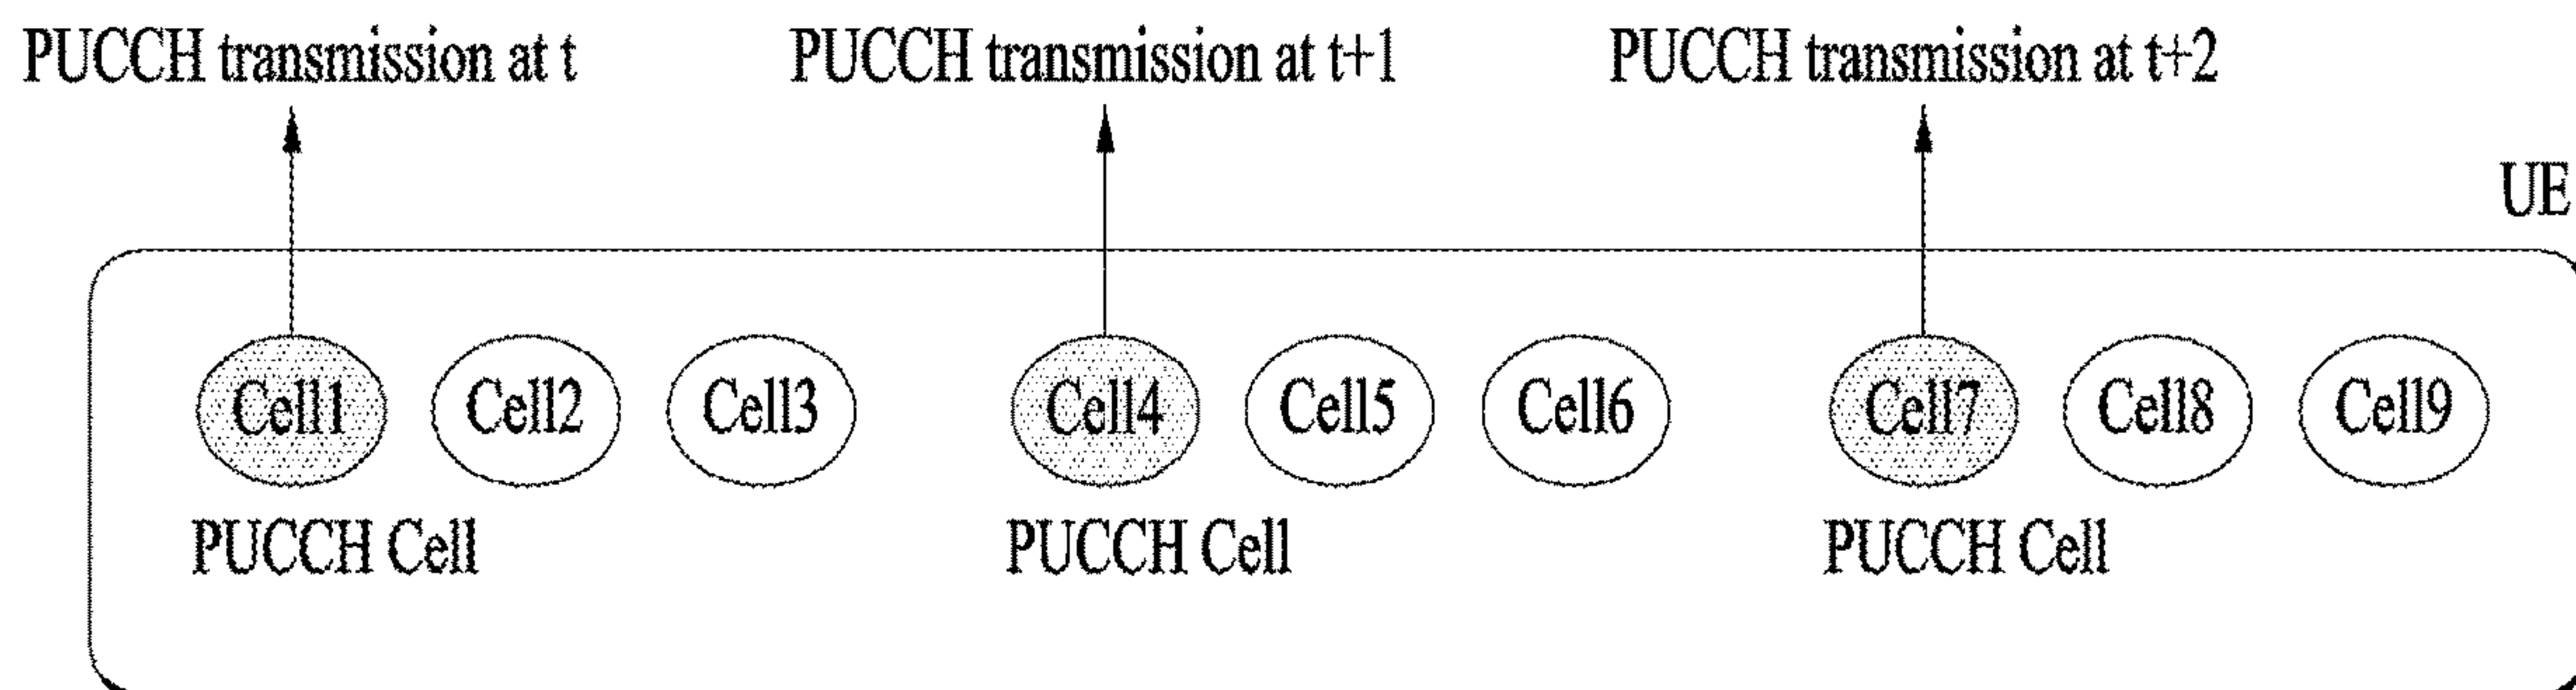 PUCCH transmission at t PUCCH transmission at t+1 PUCCH transmission at t+2
UE
Cell1 Cell2 Cell3 Cell4 Cell5 Cell6 Cell7 Cell8 Cell9
PUCCH Cell PUCCH Cell PUCCH Cell